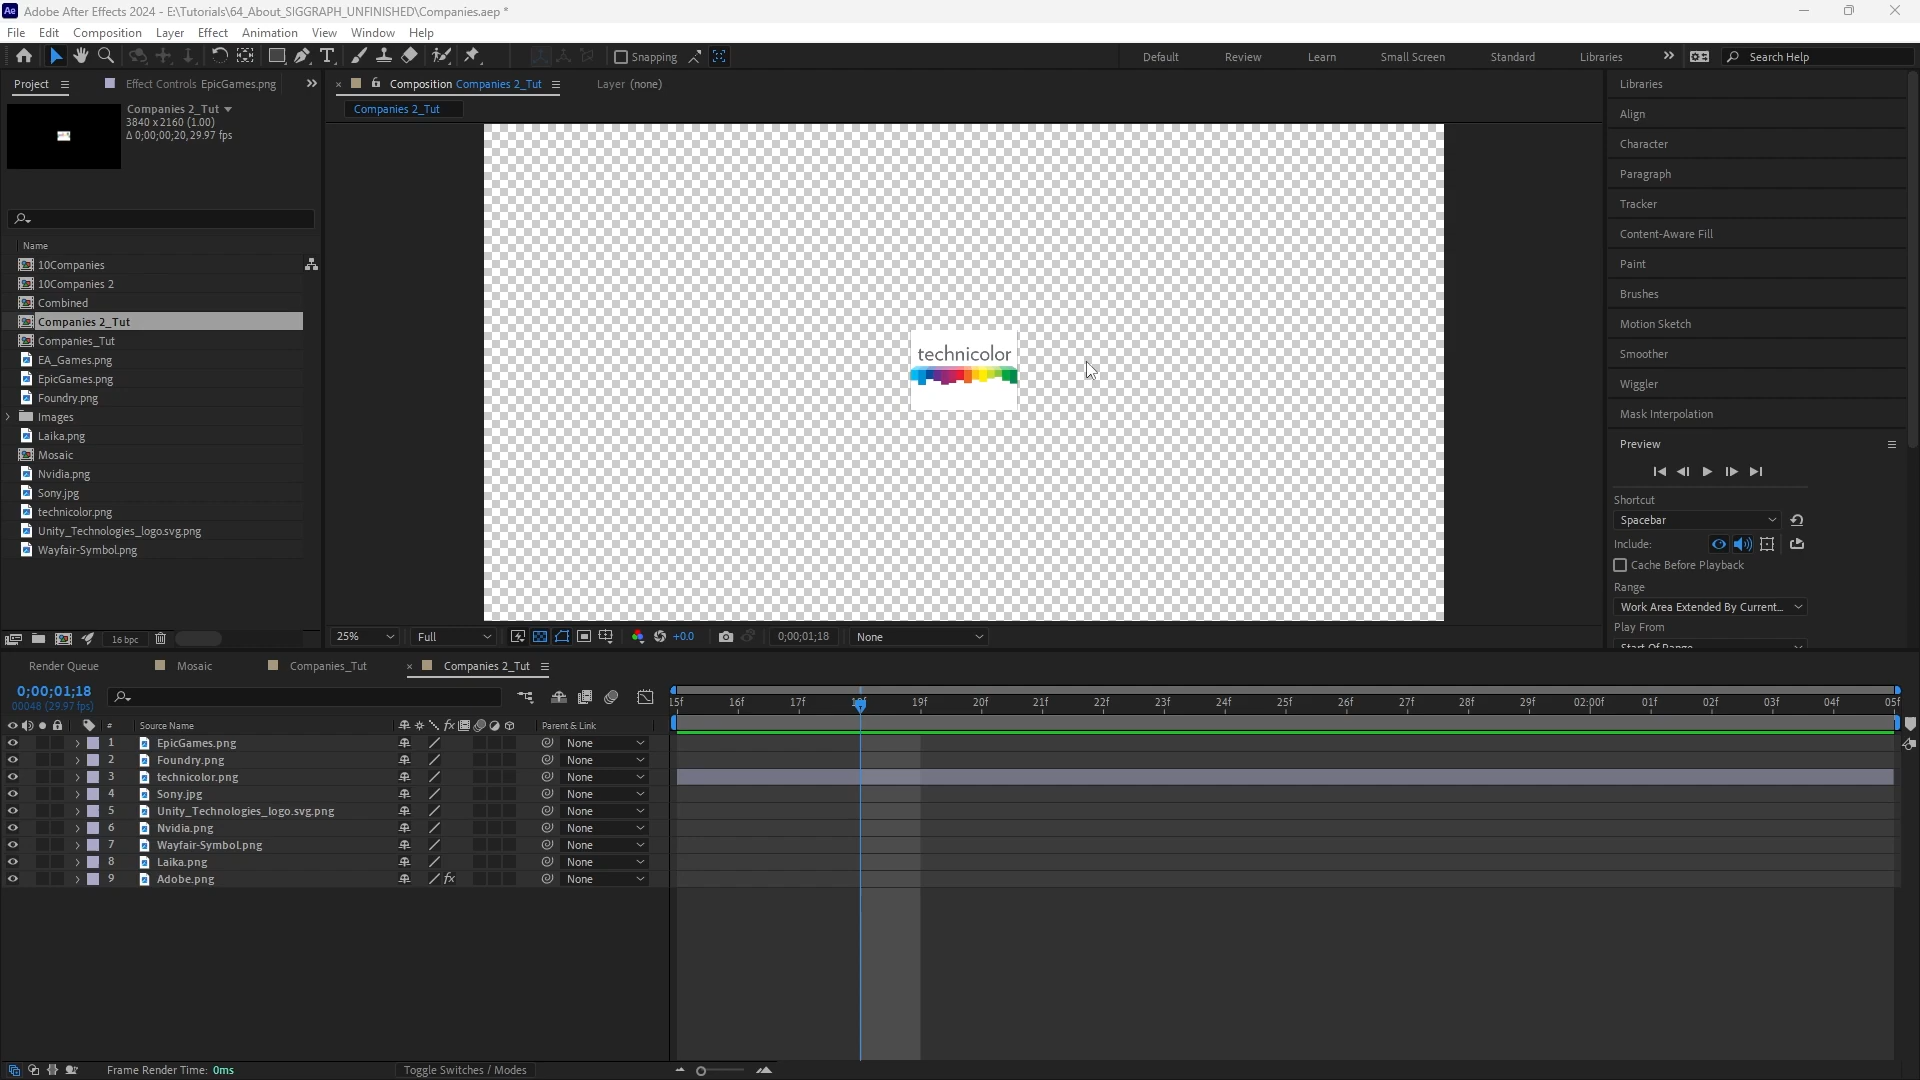 Ae Adobe After Effects 2024 - E:\Tutorials\64_About_SIGGRAPH_UNFINISHED\Companies.aep *
File Edit Composition Layer Effect Animation View Window Help
Snapping Default Review Learn Small Screen Standard Libraries Search Help
Project Effect Controls EpicGames.png Composition Companies 2_Tut Layer (none) Libraries
Companies 2_Tut
3840 x 2160 (1.00)
Δ 0;00;00;20, 29.97 fps
Companies 2_Tut
Name
10Companies
10Companies 2
Combined
Companies 2_Tut
Companies_Tut
EA_Games.png
EpicGames.png
Foundry.png
Images
Laika.png
Mosaic
Nvidia.png
Sony.jpg
technicolor.png
Unity_Technologies_logo.svg.png
Wayfair-Symbol.png
16 bpc
technicolor
25% Full +0.0 0;00;01;18 None
Align
Character
Paragraph
Tracker
Content-Aware Fill
Paint
Brushes
Motion Sketch
Smoother
Wiggler
Mask Interpolation
Preview
Shortcut
Spacebar
Include:
Cache Before Playback
Range
Work Area Extended By Current...
Play From
Render Queue Mosaic Companies_Tut Companies 2_Tut
0;00;01;18
00048 (29.97 fps)
15f 16f 17f 19f 20f 21f 22f 23f 24f 25f 26f 27f 28f 29f 02:00f 01f 02f 03f 04f 05f
# Source Name fx Parent & Link
1 EpicGames.png None
2 Foundry.png None
3 technicolor.png None
4 Sony.jpg None
5 Unity_Technologies_logo.svg.png None
6 Nvidia.png None
7 Wayfair-Symbol.png None
8 Laika.png None
9 Adobe.png fx None
Frame Render Time: 0ms Toggle Switches / Modes